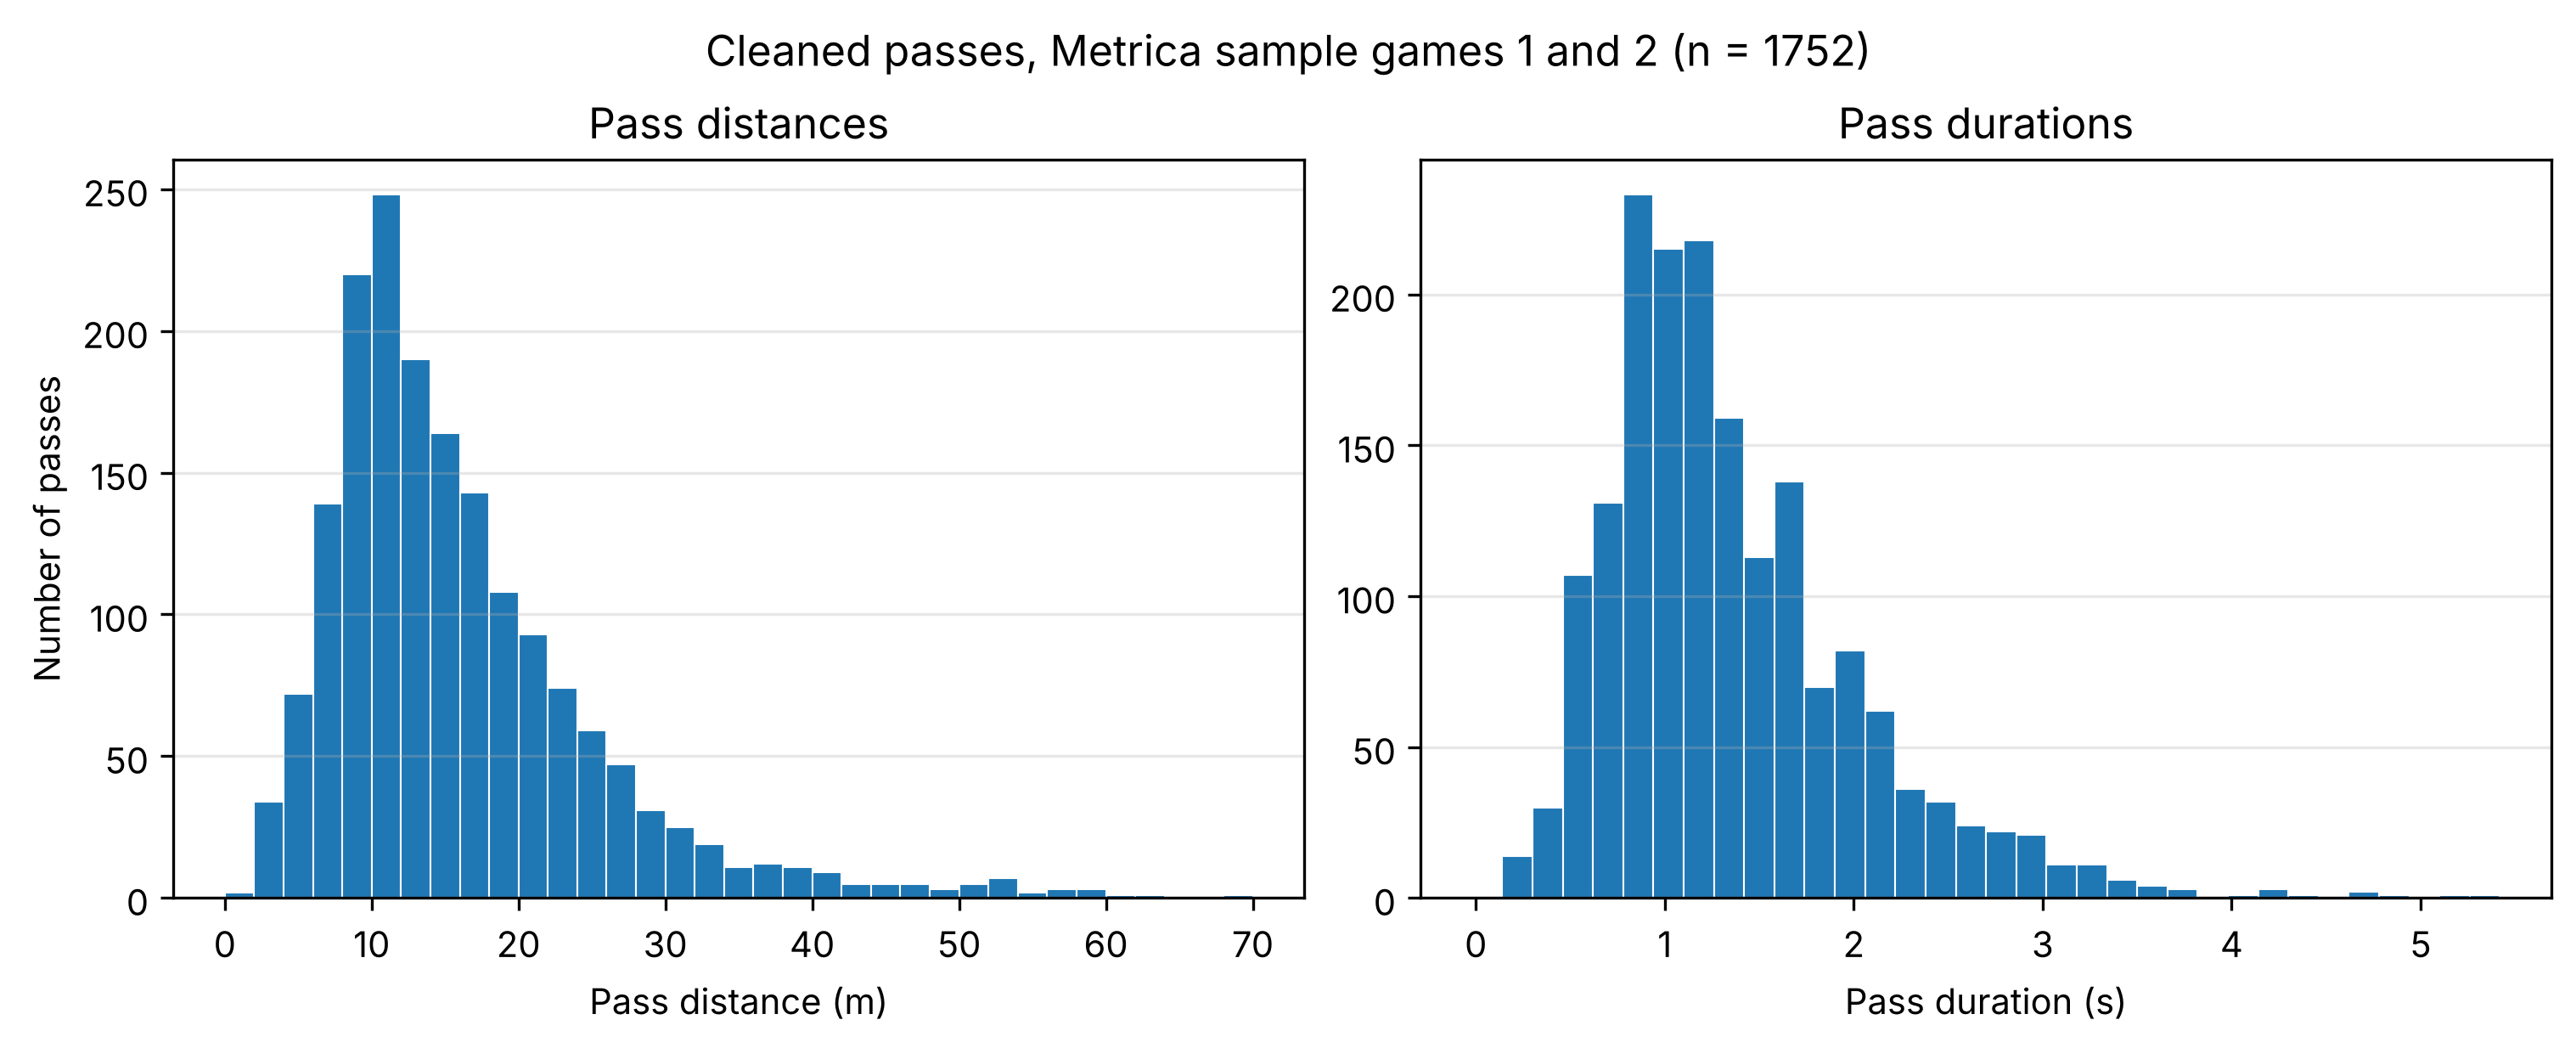 Cleaned passes, Metrica sample games 1 and 2 (n = 1752)
Pass distances
Number of passes
250
200
150
100
50
0
0 10 20 30 40 50 60 70
Pass distance (m)
Pass durations
200
150
100
50
0
0 1 2 3 4 5
Pass duration (s)